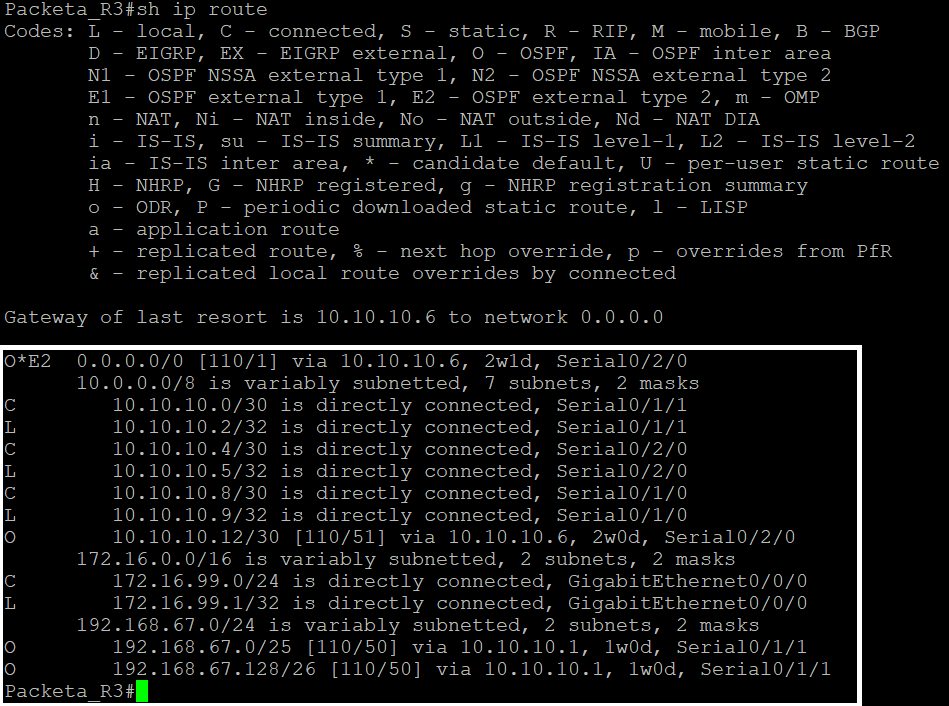 Packeta_R3#sh ip route
Codes: L - local, C - connected, S - static, R - RIP, M - mobile, B - BGP
       D - EIGRP, EX - EIGRP external, O - OSPF, IA - OSPF inter area
       N1 - OSPF NSSA external type 1, N2 - OSPF NSSA external type 2
       E1 - OSPF external type 1, E2 - OSPF external type 2, m - OMP
       n - NAT, Ni - NAT inside, No - NAT outside, Nd - NAT DIA
       i - IS-IS, su - IS-IS summary, L1 - IS-IS level-1, L2 - IS-IS level-2
       ia - IS-IS inter area, * - candidate default, U - per-user static route
       H - NHRP, G - NHRP registered, g - NHRP registration summary
       o - ODR, P - periodic downloaded static route, l - LISP
       a - application route
       + - replicated route, % - next hop override, p - overrides from PfR
       & - replicated local route overrides by connected
Gateway of last resort is 10.10.10.6 to network 0.0.0.0
O*E2  0.0.0.0/0 [110/1] via 10.10.10.6, 2w1d, Serial0/2/0
      10.0.0.0/8 is variably subnetted, 7 subnets, 2 masks
C        10.10.10.0/30 is directly connected, Serial0/1/1
L        10.10.10.2/32 is directly connected, Serial0/1/1
C        10.10.10.4/30 is directly connected, Serial0/2/0
L        10.10.10.5/32 is directly connected, Serial0/2/0
C        10.10.10.8/30 is directly connected, Serial0/1/0
L        10.10.10.9/32 is directly connected, Serial0/1/0
O        10.10.10.12/30 [110/51] via 10.10.10.6, 2w0d, Serial0/2/0
      172.16.0.0/16 is variably subnetted, 2 subnets, 2 masks
C        172.16.99.0/24 is directly connected, GigabitEthernet0/0/0
L        172.16.99.1/32 is directly connected, GigabitEthernet0/0/0
      192.168.67.0/24 is variably subnetted, 2 subnets, 2 masks
O        192.168.67.0/25 [110/50] via 10.10.10.1, 1w0d, Serial0/1/1
O        192.168.67.128/26 [110/50] via 10.10.10.1, 1w0d, Serial0/1/1
Packeta_R3#